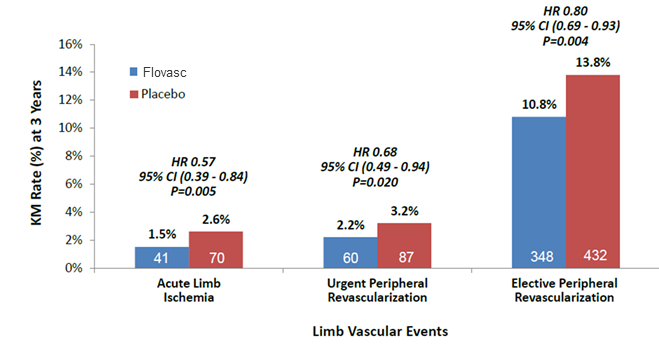 HR 0.80
95% CI (0.69 - 0.93)
P=0.004
16%
14%
12%
10%
8%
6%
4%
2%
0%
KM Rate (%) at 3 Years
Flovasc
Placebo
HR 0.57
95% CI (0.39 - 0.84)
P=0.005
1.5%
2.6%
41
70
HR 0.68
95% CI (0.49 - 0.94)
P=0.020
2.2%
3.2%
60
87
10.8%
13.8%
348
432
Acute Limb
Ischemia
Urgent Peripheral
Revascularization
Elective Peripheral
Revascularization
Limb Vascular Events